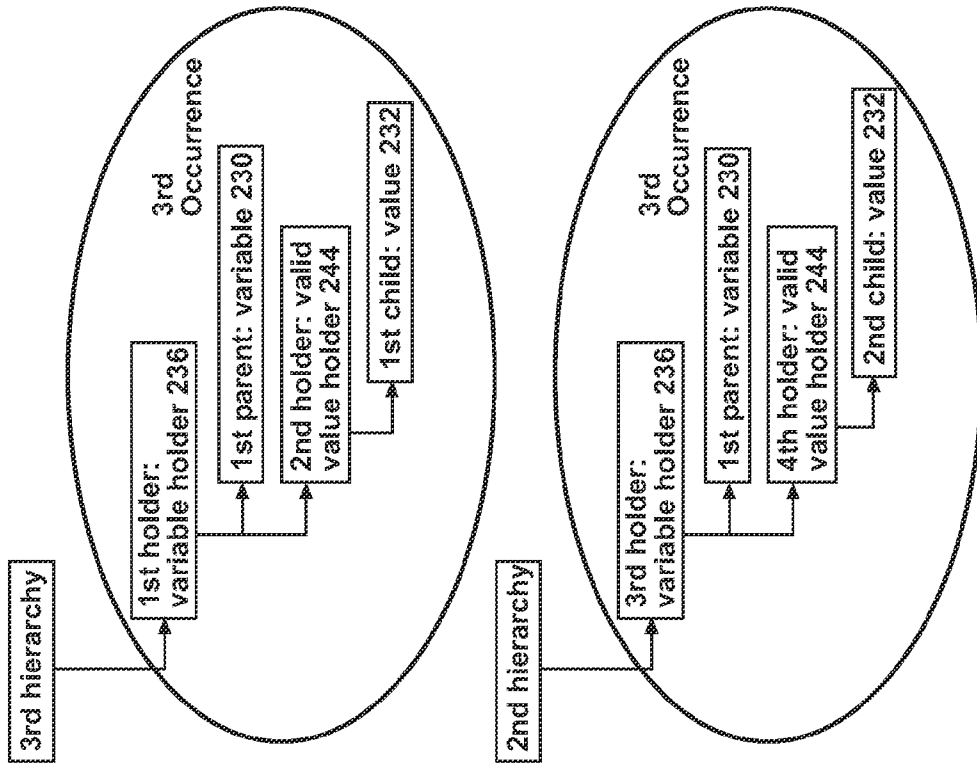 3rd hierarchy
1st holder:
variable holder 236
3rd
Occurrence
1st parent: variable 230
2nd holder: valid
value holder 244
1st child: value 232
2nd hierarchy
3rd holder:
variable holder 236
3rd
Occurrence
1st parent: variable 230
4th holder: valid
value holder 244
2nd child: value 232